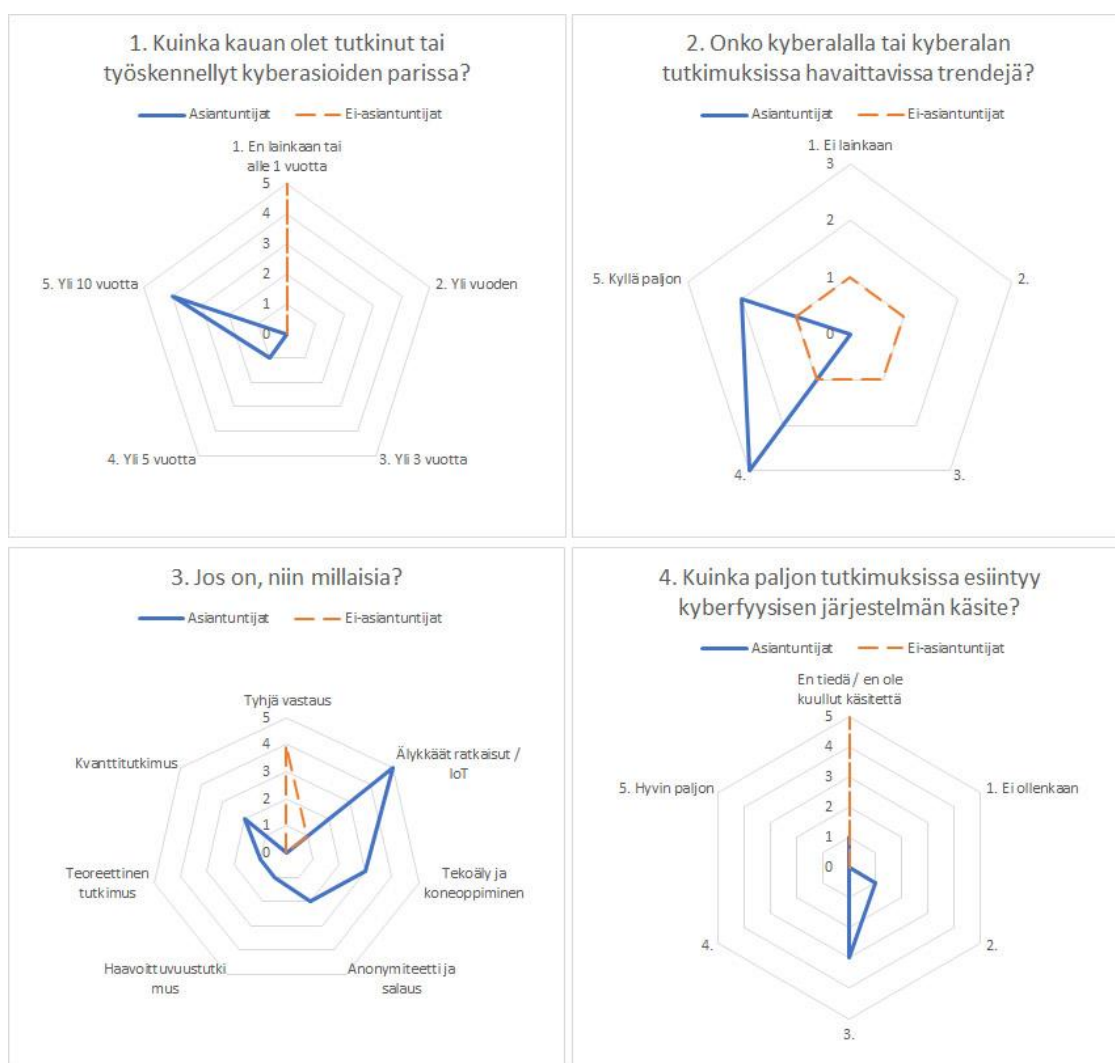 1. Kuinka kauan olet tutkinut tai
työskennellyt kyberasioiden parissa?
Asiantuntijat
Ei-asiantuntijat
1. En lainkaan tai
alle 1 vuotta
5
4
3
2
1
0
5. Yli 10 vuotta
2. Yli vuoden
4. Yli 5 vuotta
3. Yli 3 vuotta
2. Onko kyberalalla tai kyberalan
tutkimuksissa havaittavissa trendejä?
Asiantuntijat
Ei-asiantuntijat
1. Ei lainkaan
3
2
1
0
5. Kyllä paljon
2.
4.
3.
3. Jos on, niin millaisia?
Asiantuntijat
Ei-asiantuntijat
Tyhjä vastaus
5
4
3
2
1
0
Kvanttitutkimus
Älykkäät ratkaisut /
IoT
Teoreettinen
tutkimus
Tekoäly ja
koneoppiminen
Haavoittuvuustutki
mus
Anonymiteetti ja
salaus
4. Kuinka paljon tutkimuksissa esiintyy
kyberfyysisen järjestelmän käsite?
Asiantuntijat
Ei-asiantuntijat
En tiedä / en ole
kuullut käsitettä
5
4
3
2
1
0
5. Hyvin paljon
1. Ei ollenkaan
4.
2.
3.